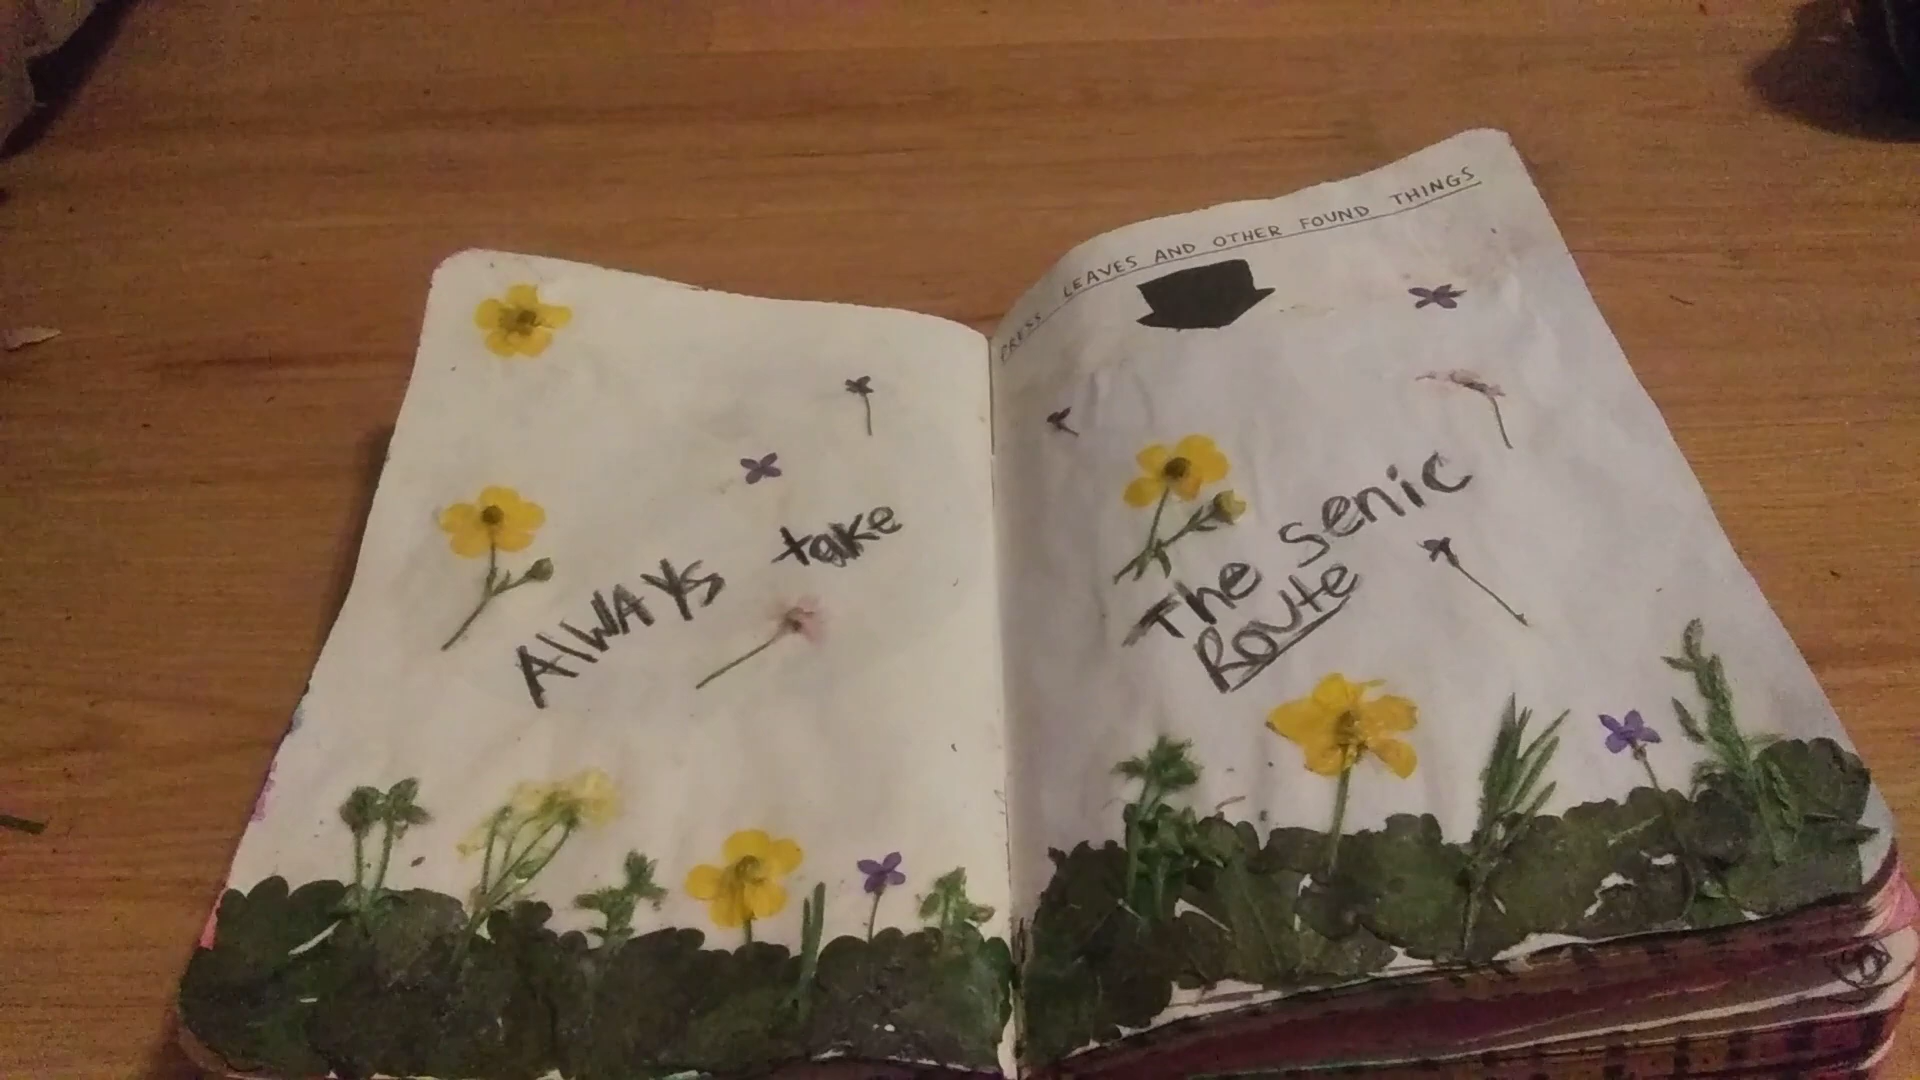 PRESS LEAVES AND OTHER FOUND THINGS
AlWAYs take
The senic
Route